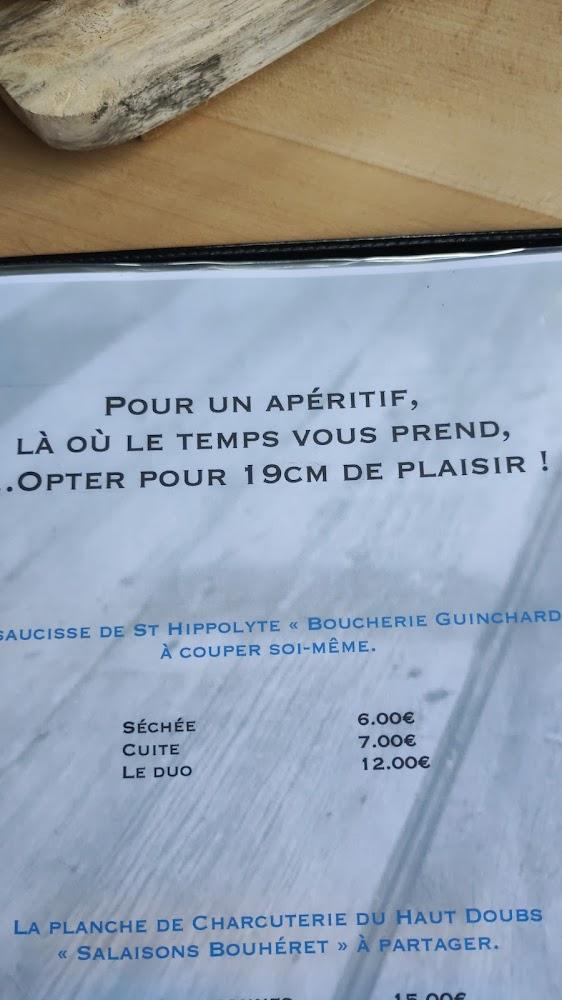 Pour un apéritif,
là où le temps vous prend,
..Opter pour 19cm de plaisir !
saucisse de St Hippolyte « Boucherie Guinchard
à couper soi-même.
Séchée 6.00€
Cuite 7.00€
Le duo 12.00€
La planche de Charcuterie du Haut Doubs
« Salaisons Bouhéret » à partager.
15.00€